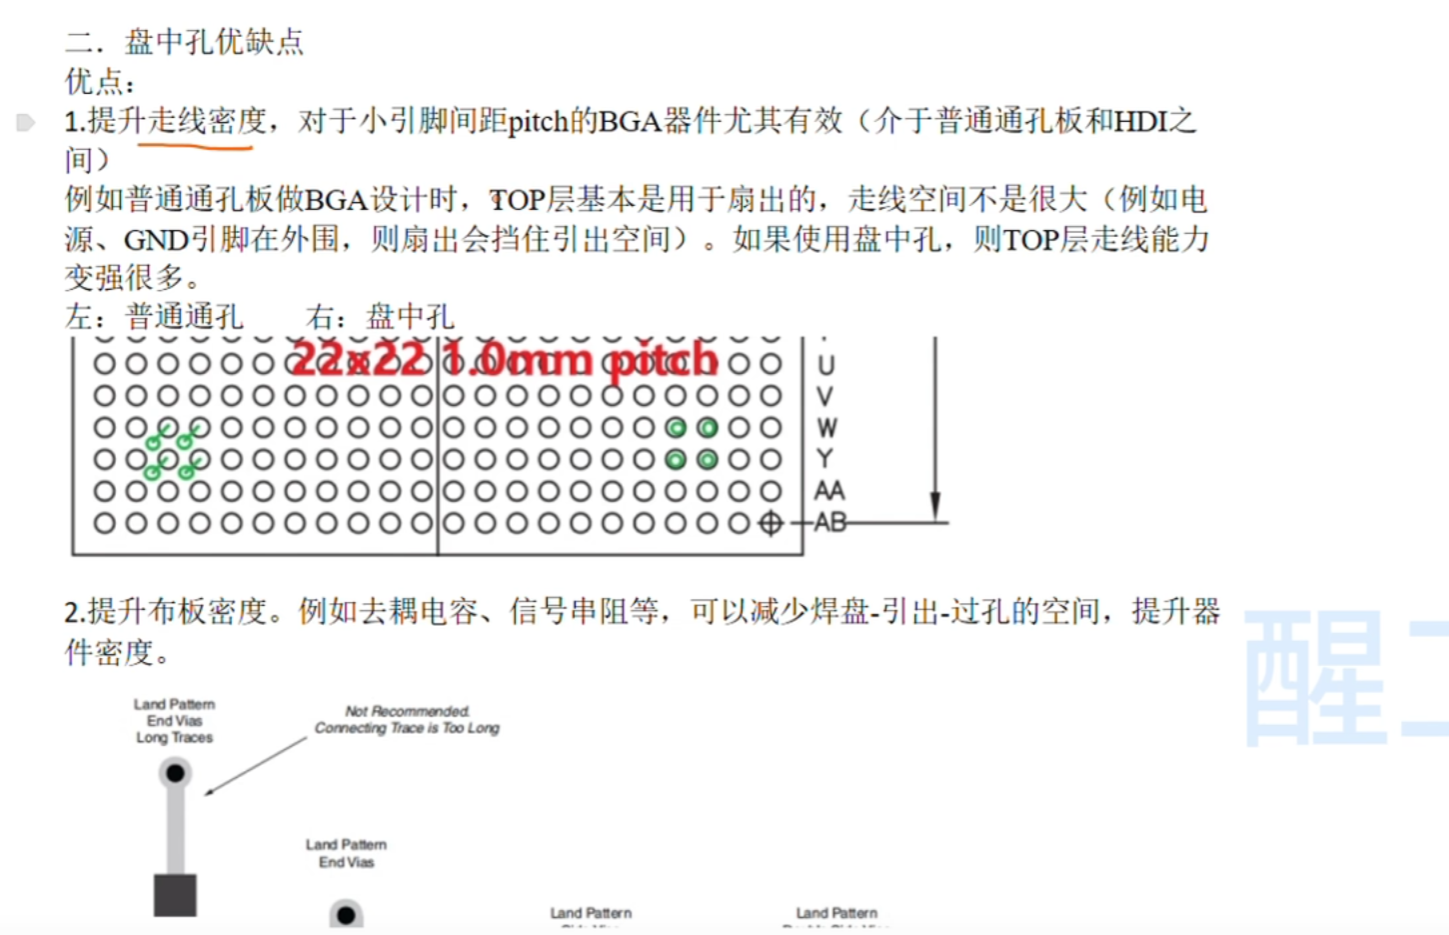 二．盘中孔优缺点
优点：
1.提升走线密度，对于小引脚间距pitch的BGA器件尤其有效（介于普通通孔板和HDI之
间）
例如普通通孔板做BGA设计时，TOP层基本是用于扇出的，走线空间不是很大（例如电
源、GND引脚在外围，则扇出会挡住引出空间）。如果使用盘中孔，则TOP层走线能力
变强很多。
左：普通通孔 右：盘中孔
22x22 1.0mm pitch
U
V
W
Y
AA
AB
2.提升布板密度。例如去耦电容、信号串阻等，可以减少焊盘-引出-过孔的空间，提升器
件密度。
醒
Land Pattern
End Vias
Long Traces
Not Recommended.
Connecting Trace is Too Long
Land Pattern
End Vias
Land Pattern
Land Pattern